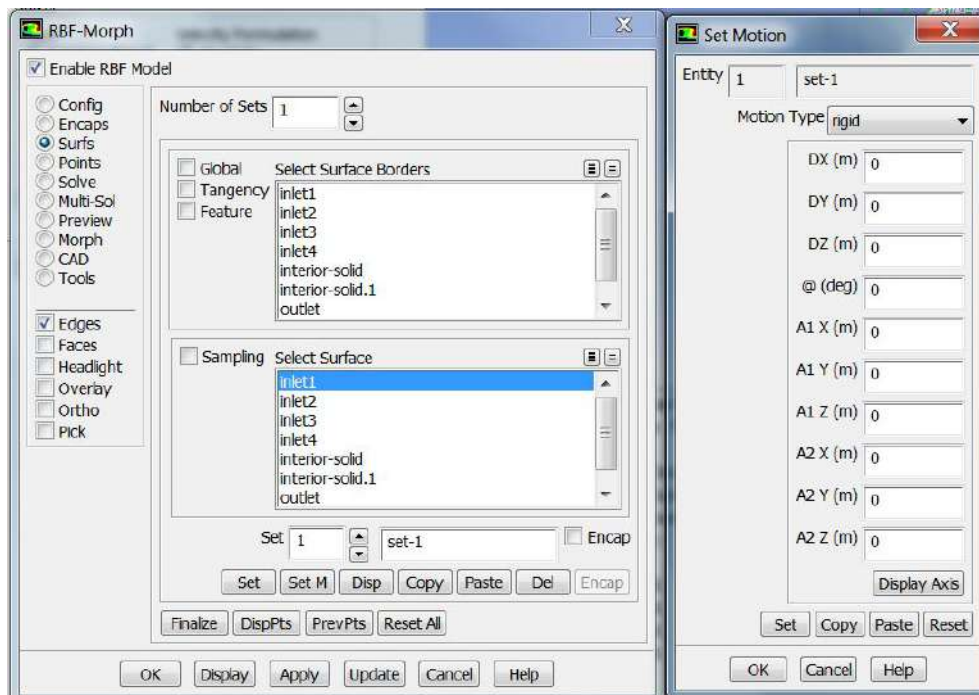 RBF-Morph
Enable RBF Model
Config
Encaps
Surfs
Points
Solve
Multi-Sol
Preview
Morph
CAD
Tools
Edges
Faces
Headlight
Overlay
Ortho
Pick
Number of Sets 1
Global
Tangency
Feature
Select Surface Borders
inlet1
inlet2
inlet3
inlet4
interior-solid
interior-solid.1
outlet
Sampling Select Surface
inlet1
inlet2
inlet3
inlet4
interior-solid
interior-solid.1
outlet
Set 1 set-1 Encap
Set Set M Disp Copy Paste Del Encap
Finalize DispPts PrevPts Reset All
OK Display Apply Update Cancel Help
Set Motion
Entity 1 set-1
Motion Type rigid
DX (m) 0
DY (m) 0
DZ (m) 0
@ (deg) 0
A1 X (m) 0
A1 Y (m) 0
A1 Z (m) 0
A2 X (m) 0
A2 Y (m) 0
A2 Z (m) 0
Display Axis
Set Copy Paste Reset
OK Cancel Help